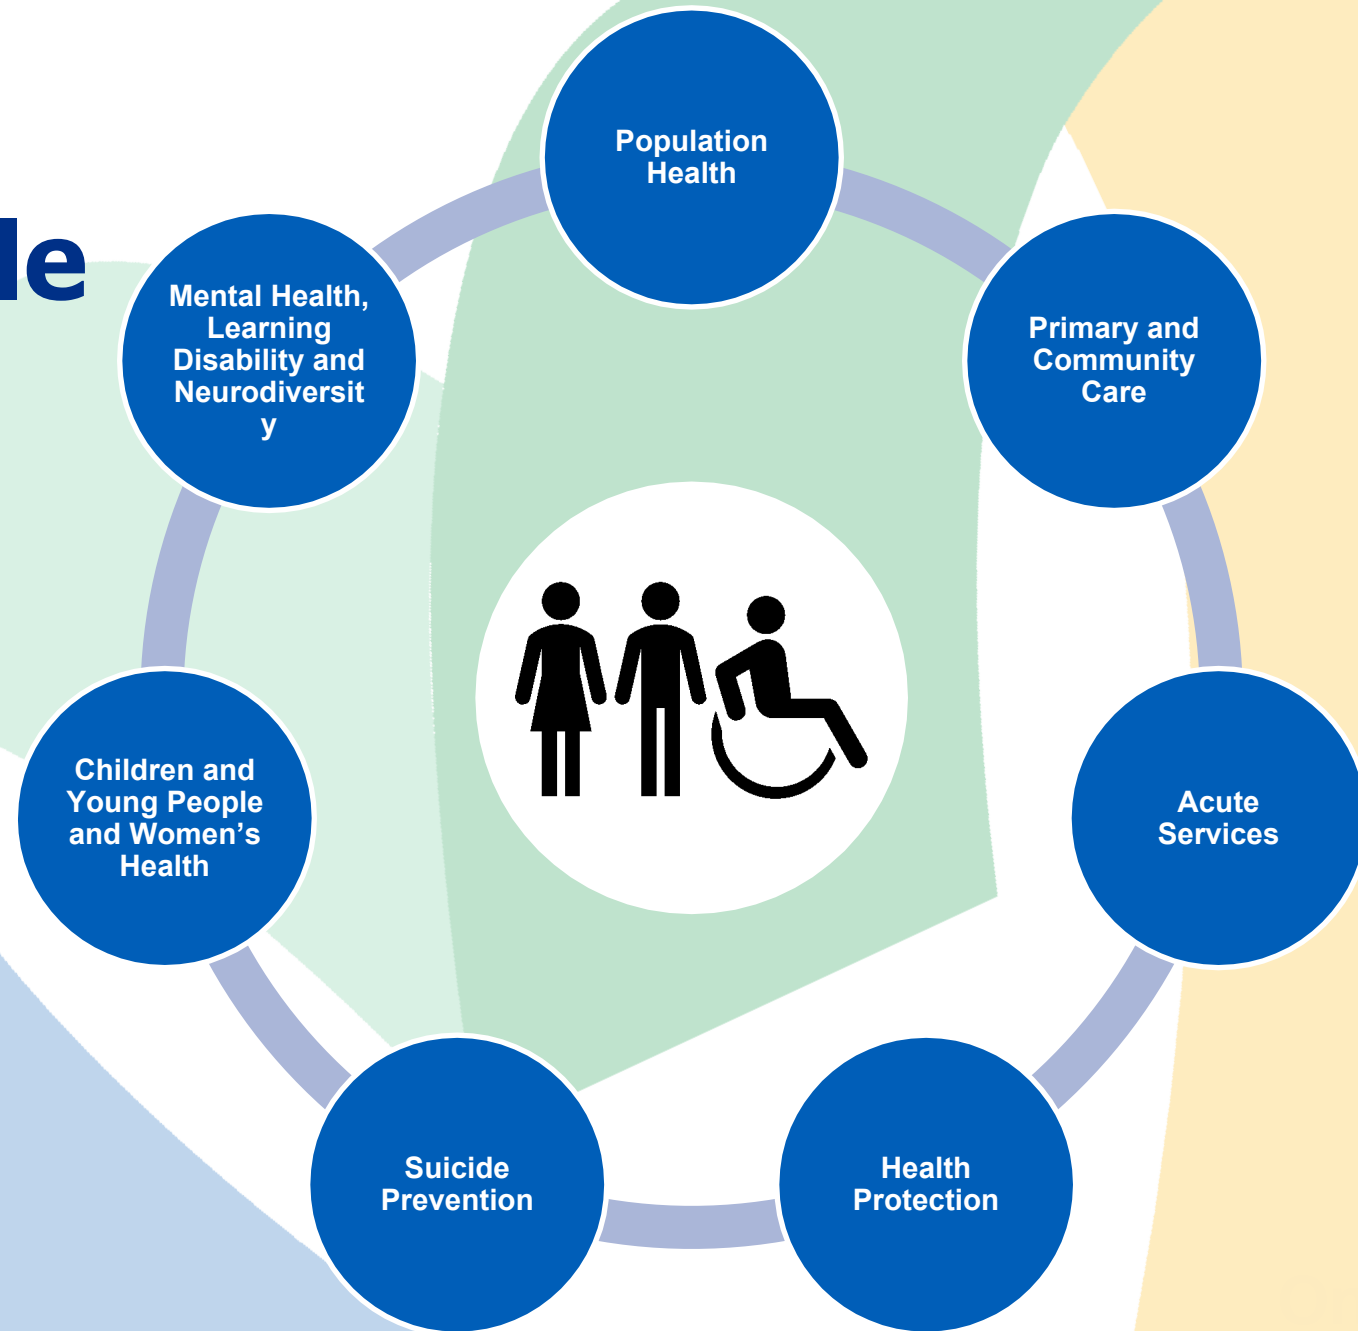 le
Population
Health
Mental Health,
Learning
Disability and
Neurodiversit
y
Primary and
Community
Care
Children and
Young People
and Women’s
Health
Acute
Services
Suicide
Prevention
Health
Protection